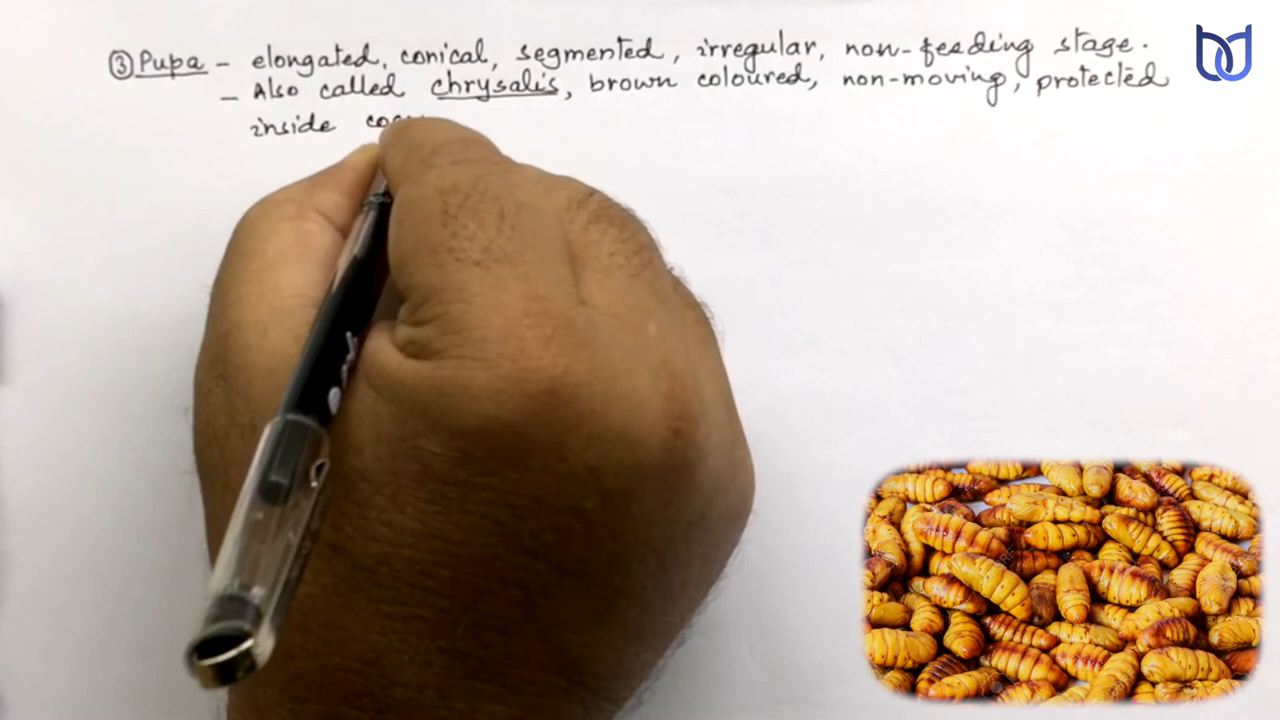 ③ Pupa - elongated, conical, segmented, irregular, non-feeding stage.
- Also called chrysalis, brown coloured, non-moving, protected
inside